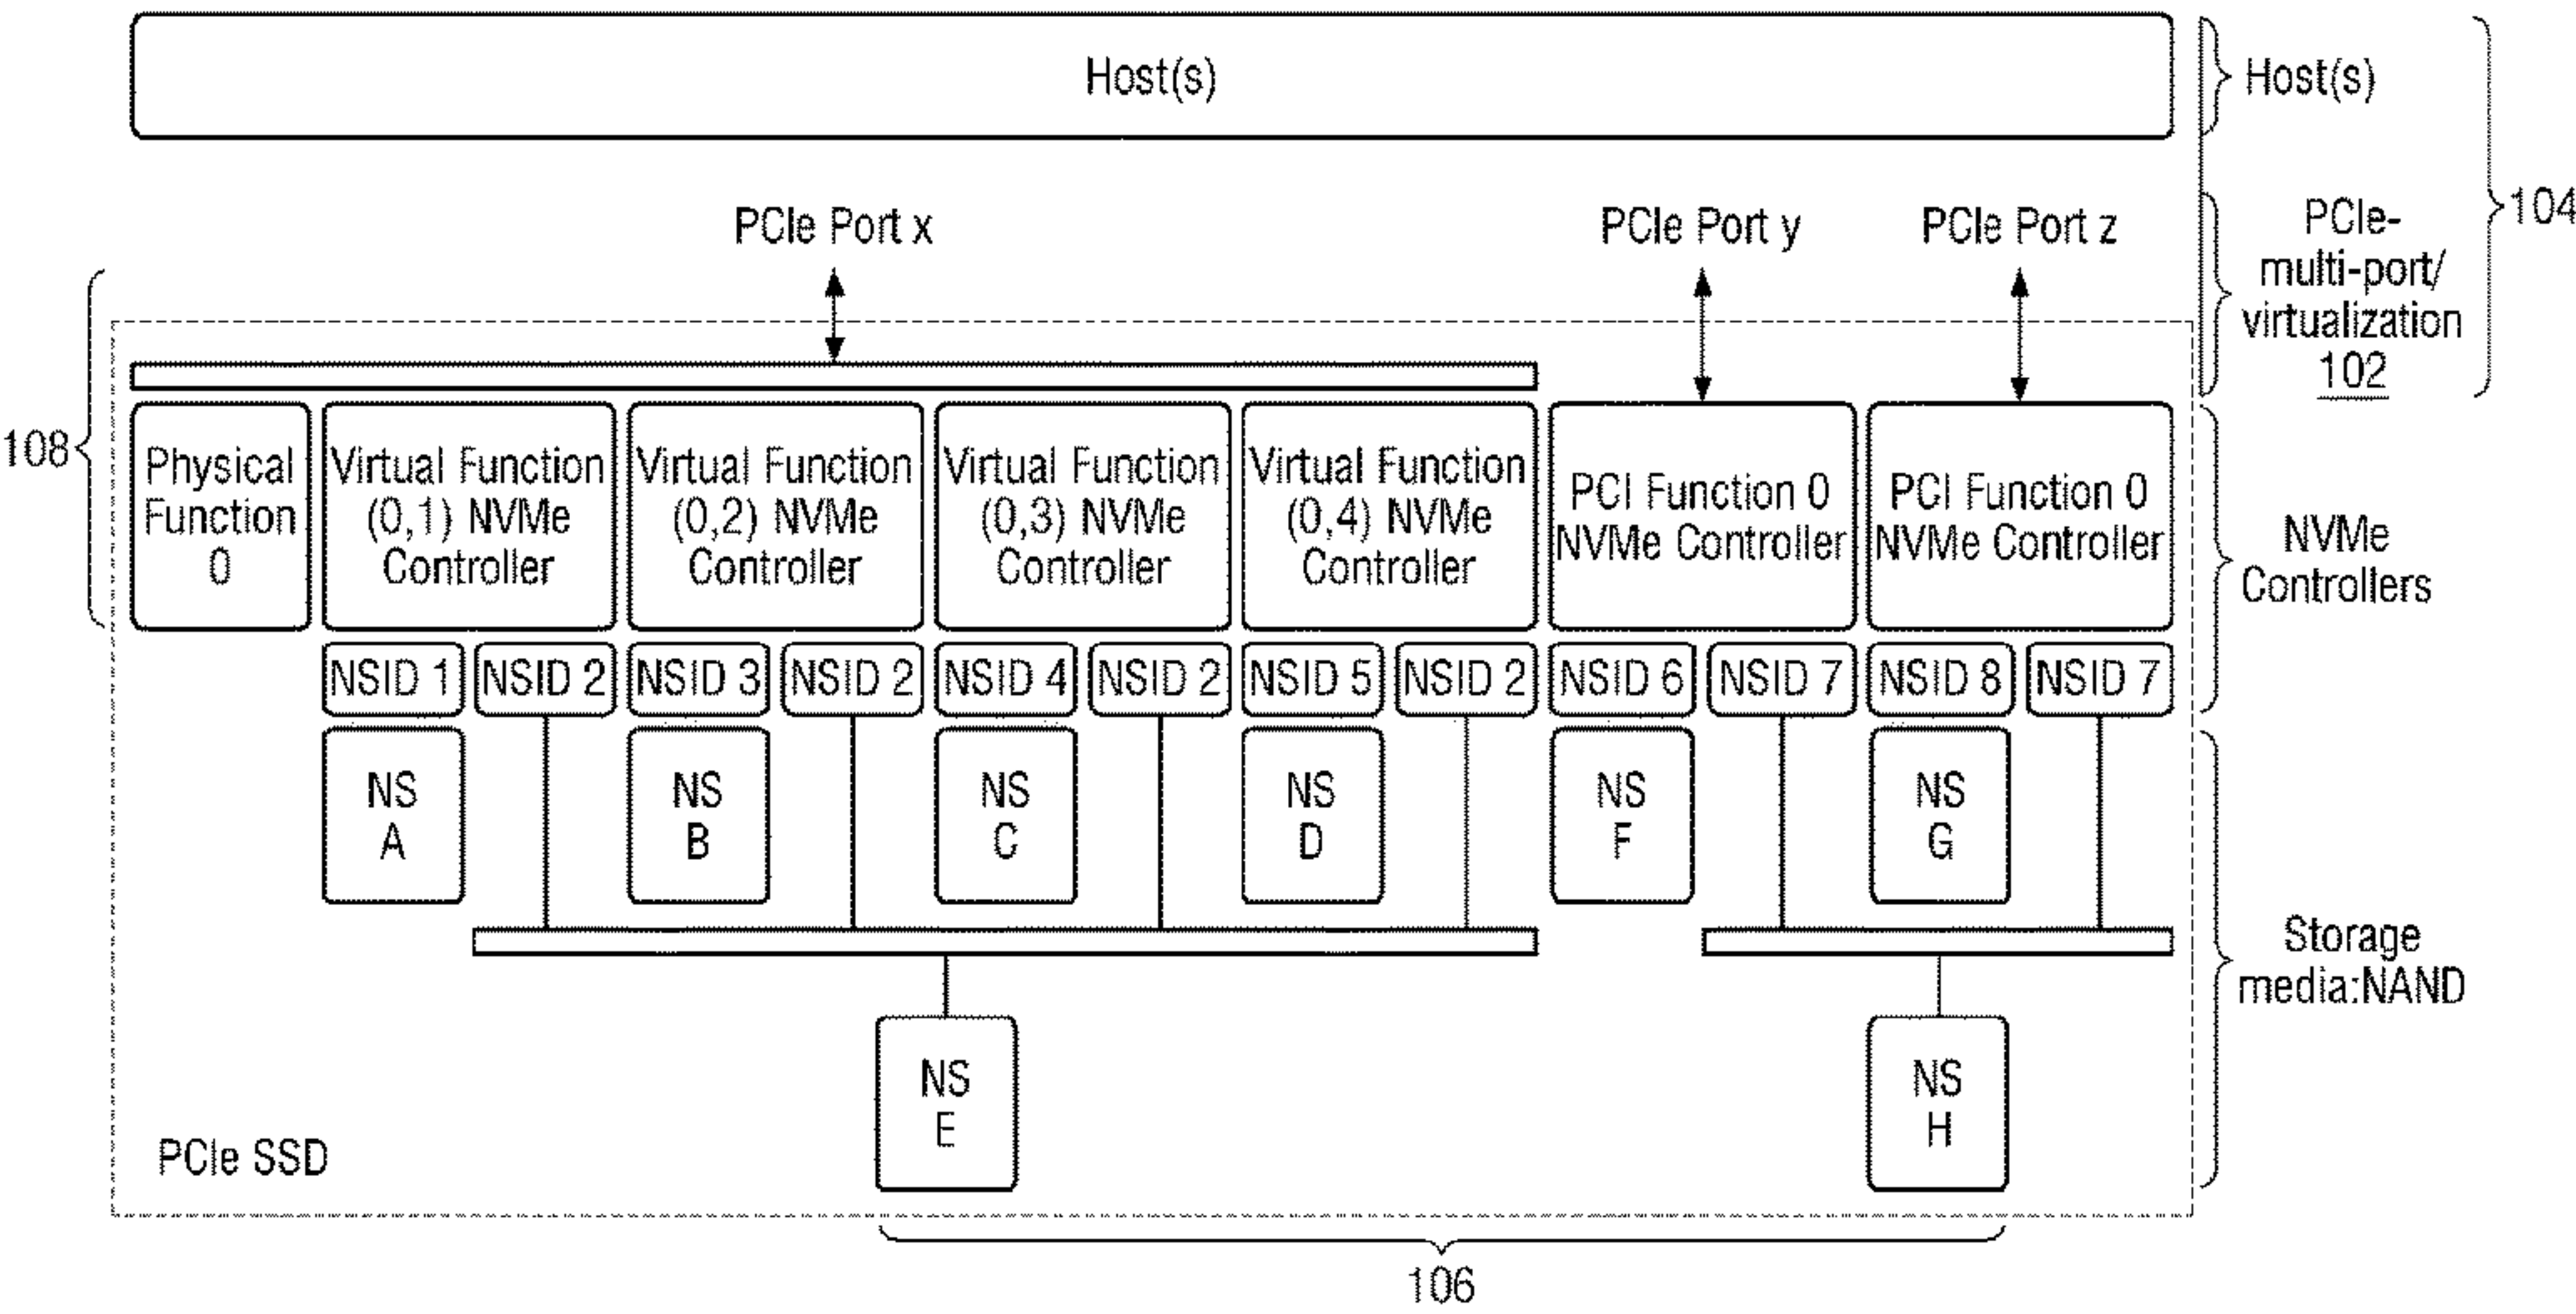 Host(s)
Host(s)
104
PCIe Port x
PCIe Port y
PCIe Port z
PCIe-
multi-port/
virtualization
102
108
Physical
Function
0
Virtual Function
(0,1) NVMe
Controller
Virtual Function
(0,2) NVMe
Controller
Virtual Function
(0,3) NVMe
Controller
Virtual Function
(0,4) NVMe
Controller
PCI Function 0
NVMe Controller
PCI Function 0
NVMe Controller
NVMe
Controllers
NSID 1
NSID 2
NSID 3
NSID 2
NSID 4
NSID 2
NSID 5
NSID 2
NSID 6
NSID 7
NSID 8
NSID 7
NS
A
NS
B
NS
C
NS
D
NS
F
NS
G
Storage
media:NAND
NS
E
NS
H
PCIe SSD
106